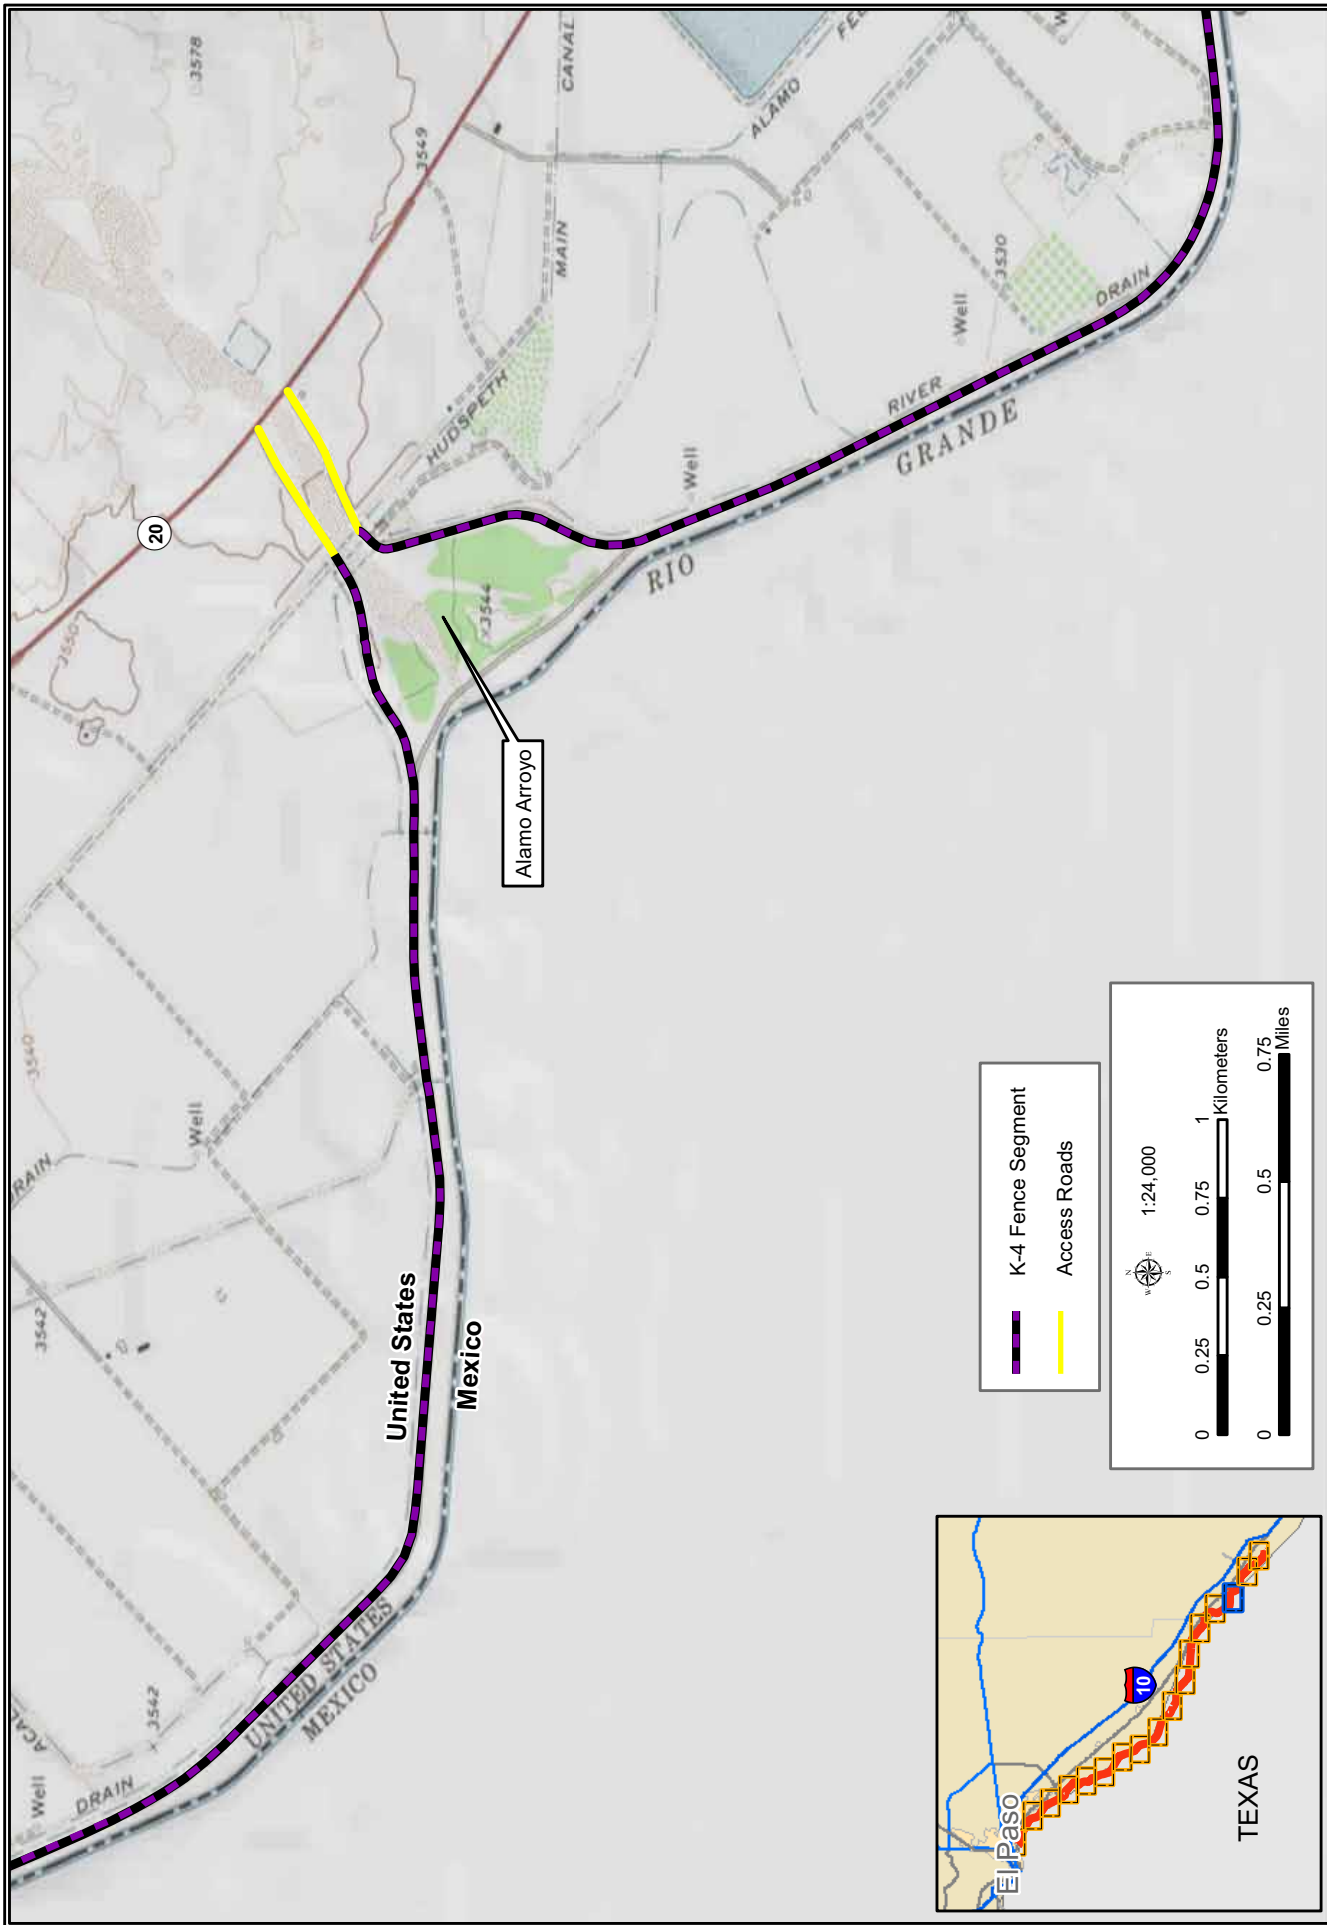 3578
CANAL
ALAMO
3549
MAIN
HUDSPETH
20
3550
3530
Well
DRAIN
RIVER
GRANDE
Well
RIO
x3544
Alamo Arroyo
3540
Well
3542
United States
Mexico
UNITED STATES
MEXICO
3542
Well
DRAIN
K-4 Fence Segment
Access Roads
N
W
E
S
1:24,000
0 0.25 0.5 0.75 1
Kilometers
0 0.25 0.5 0.75
Miles
El Paso
10
TEXAS